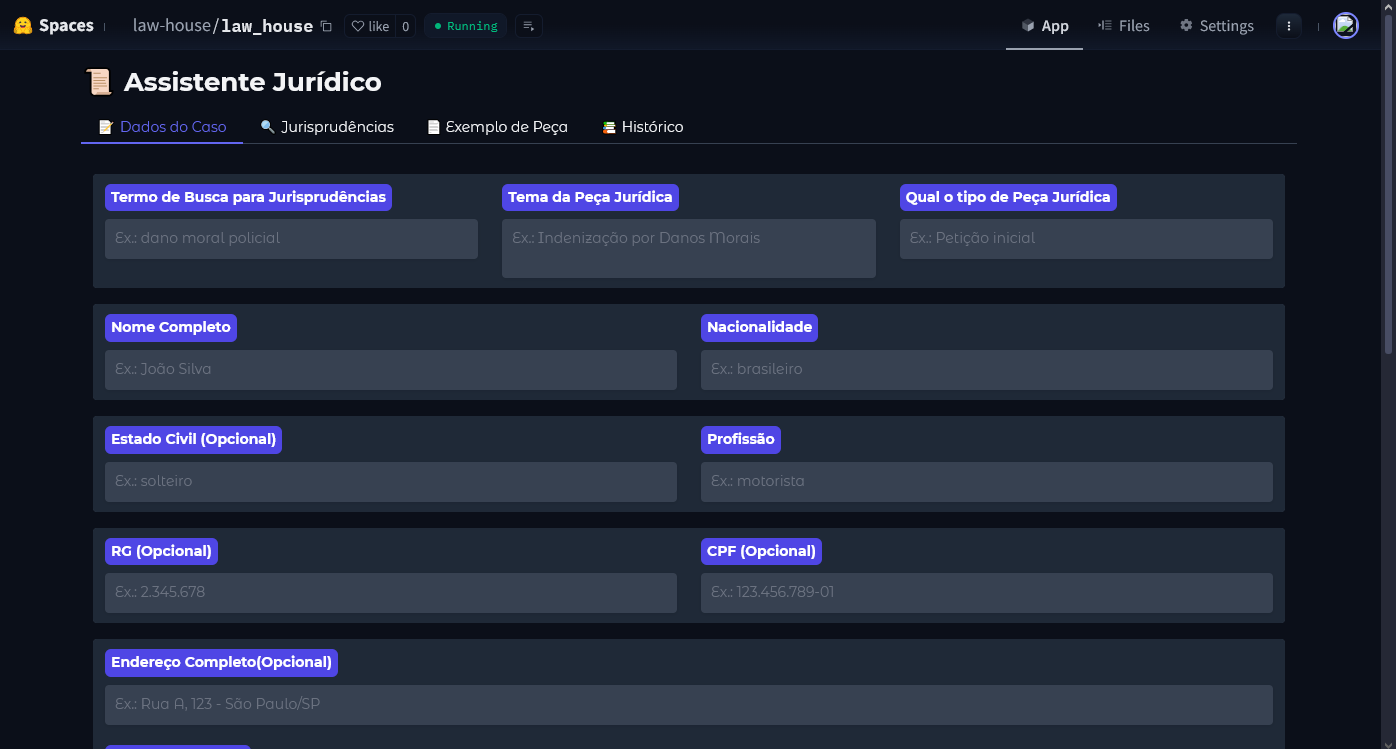 Spaces law-house/law_house like 0 Running App Files Settings
Assistente Jurídico
Dados do Caso Jurisprudências Exemplo de Peça Histórico
Termo de Busca para Jurisprudências Tema da Peça Jurídica Qual o tipo de Peça Jurídica
Ex.: dano moral policial Ex.: Indenização por Danos Morais Ex.: Petição inicial
Nome Completo Nacionalidade
Ex.: João Silva Ex.: brasileiro
Estado Civil (Opcional) Profissão
Ex.: solteiro Ex.: motorista
RG (Opcional) CPF (Opcional)
Ex.: 2.345.678 Ex.: 123.456.789-01
Endereço Completo(Opcional)
Ex.: Rua A, 123 - São Paulo/SP